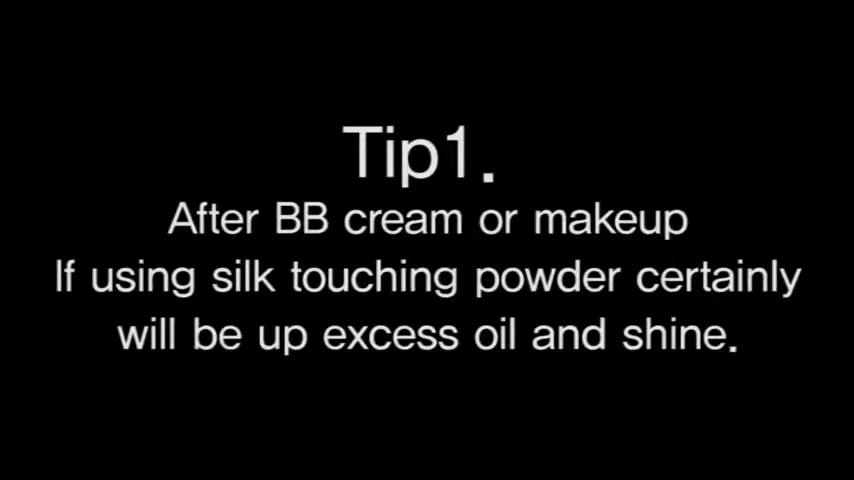 Tip1.
After BB cream or makeup
If using silk touching powder certainly
will be up excess oil and shine.